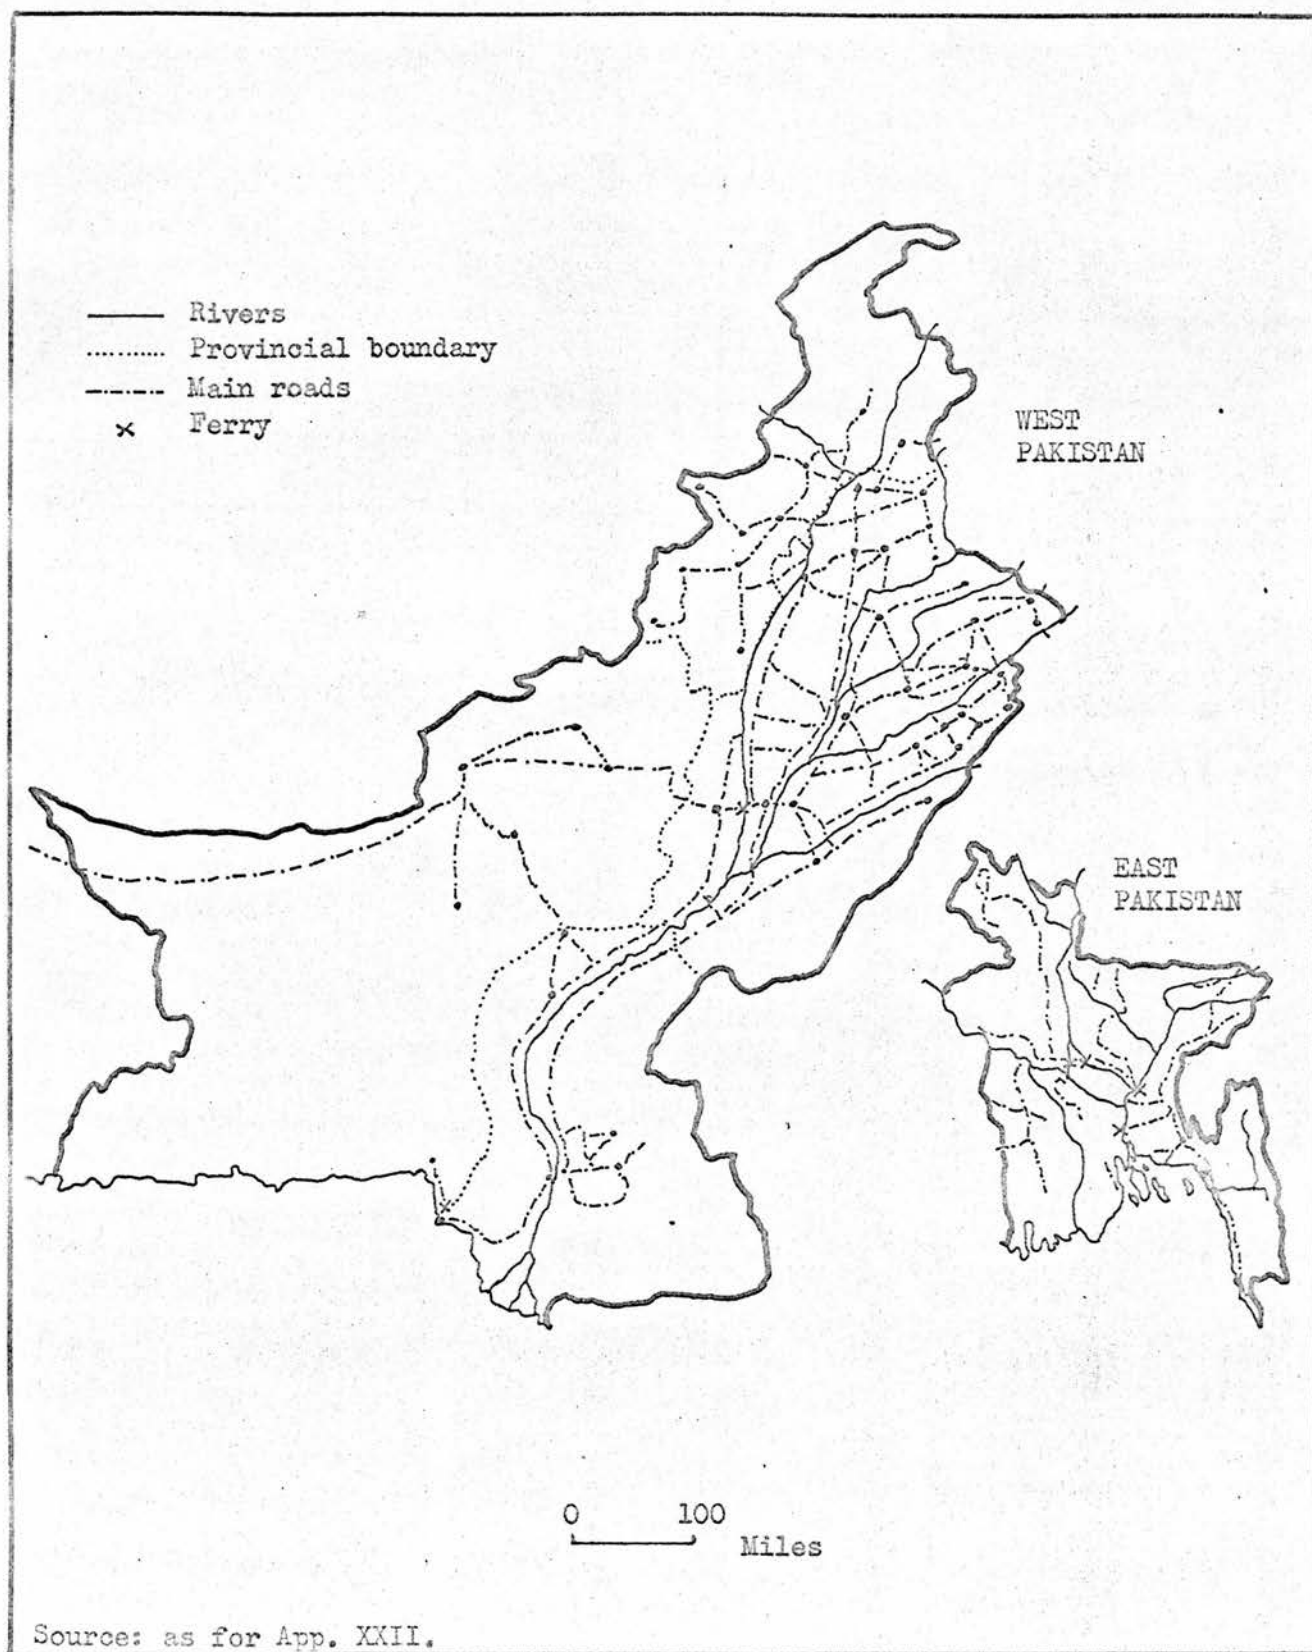 Rivers
Provincial boundary
Main roads
Ferry
WEST
PAKISTAN
EAST
PAKISTAN
0 100
Miles
Source: as for App. XXII.